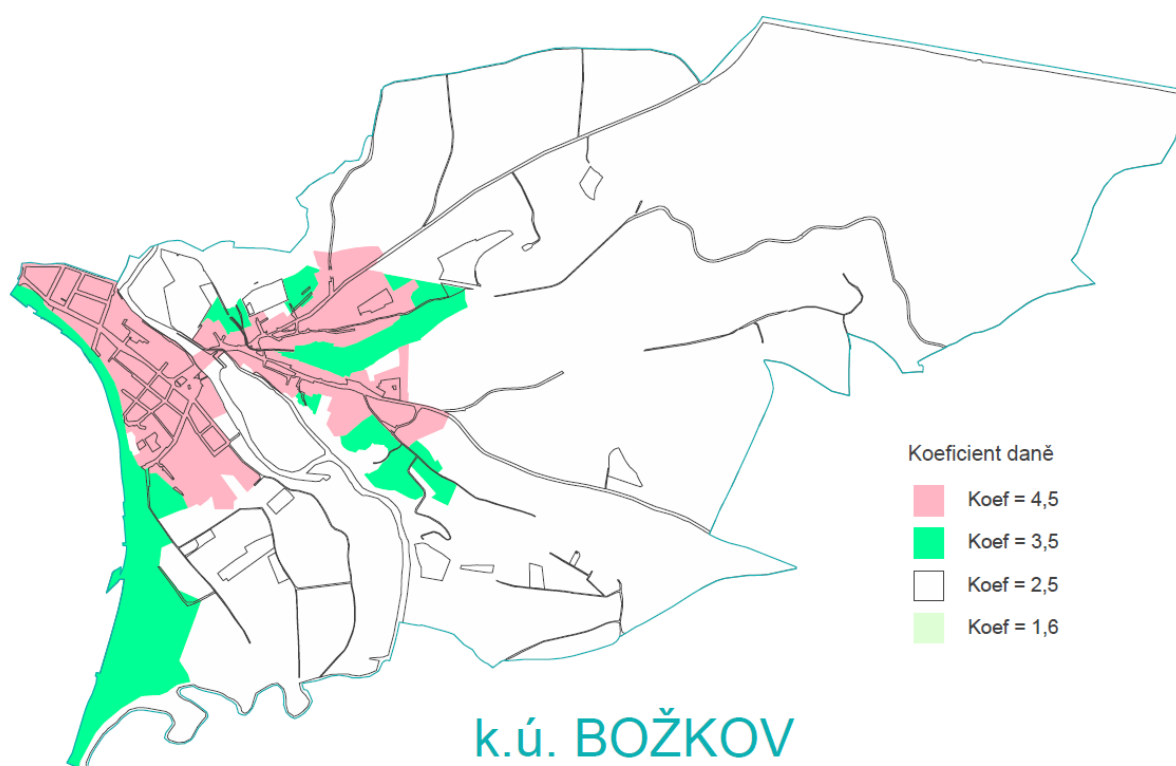 Koeficient daně
Koef = 4,5
Koef = 3,5
Koef = 2,5
Koef = 1,6
k.ú. BOŽKOV